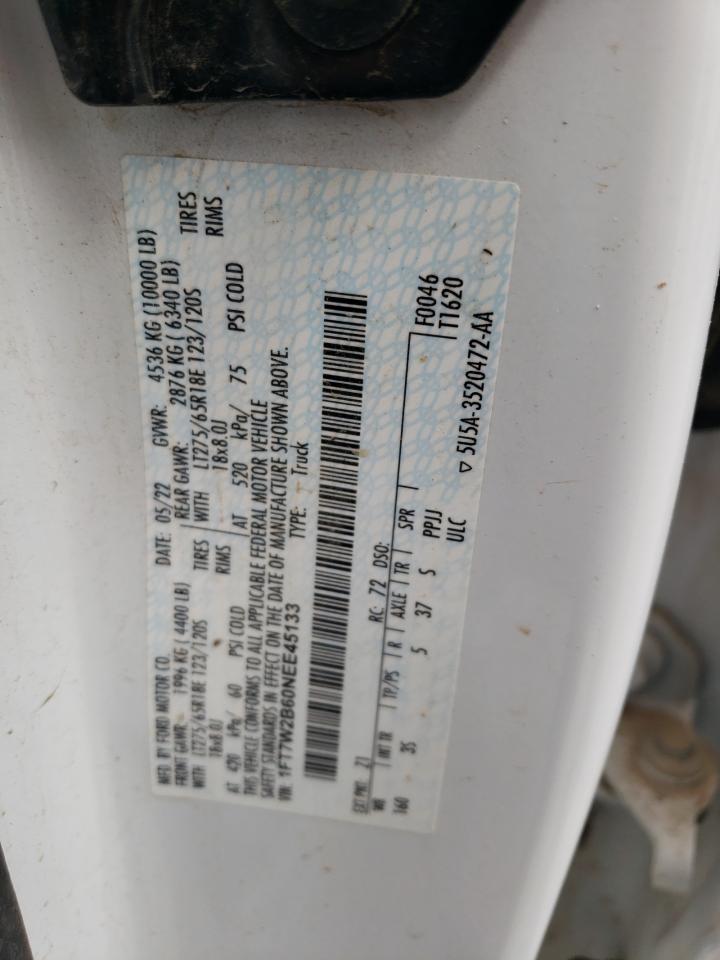 MFD. BY FORD MOTOR CO. DATE: 05/22 GVWR: 4536 KG (10000 LB)
FRONT GAWR: 1996 KG ( 4400 LB) REAR GAWR: 2876 KG ( 6340 LB)
WITH LT275/65R18E 123/120S TIRES WITH LT275/65R18E 123/120S TIRES
18x8.0J RIMS 18x8.0J RIMS
AT 420 kPa/ 60 PSI COLD AT 520 kPa/ 75 PSI COLD
THIS VEHICLE CONFORMS TO ALL APPLICABLE FEDERAL MOTOR VEHICLE
SAFETY STANDARDS IN EFFECT ON THE DATE OF MANUFACTURE SHOWN ABOVE.
VIN: 1FT7W2B60NEE45133 TYPE: Truck
EXT PNT: Z1 RC: 72 DSO: F0046
WB INT TR TP/PS R AXLE TR SPR T1620
160 3S 5 37 S PPJJ
ULC ▽ 5U5A-3520472-AA